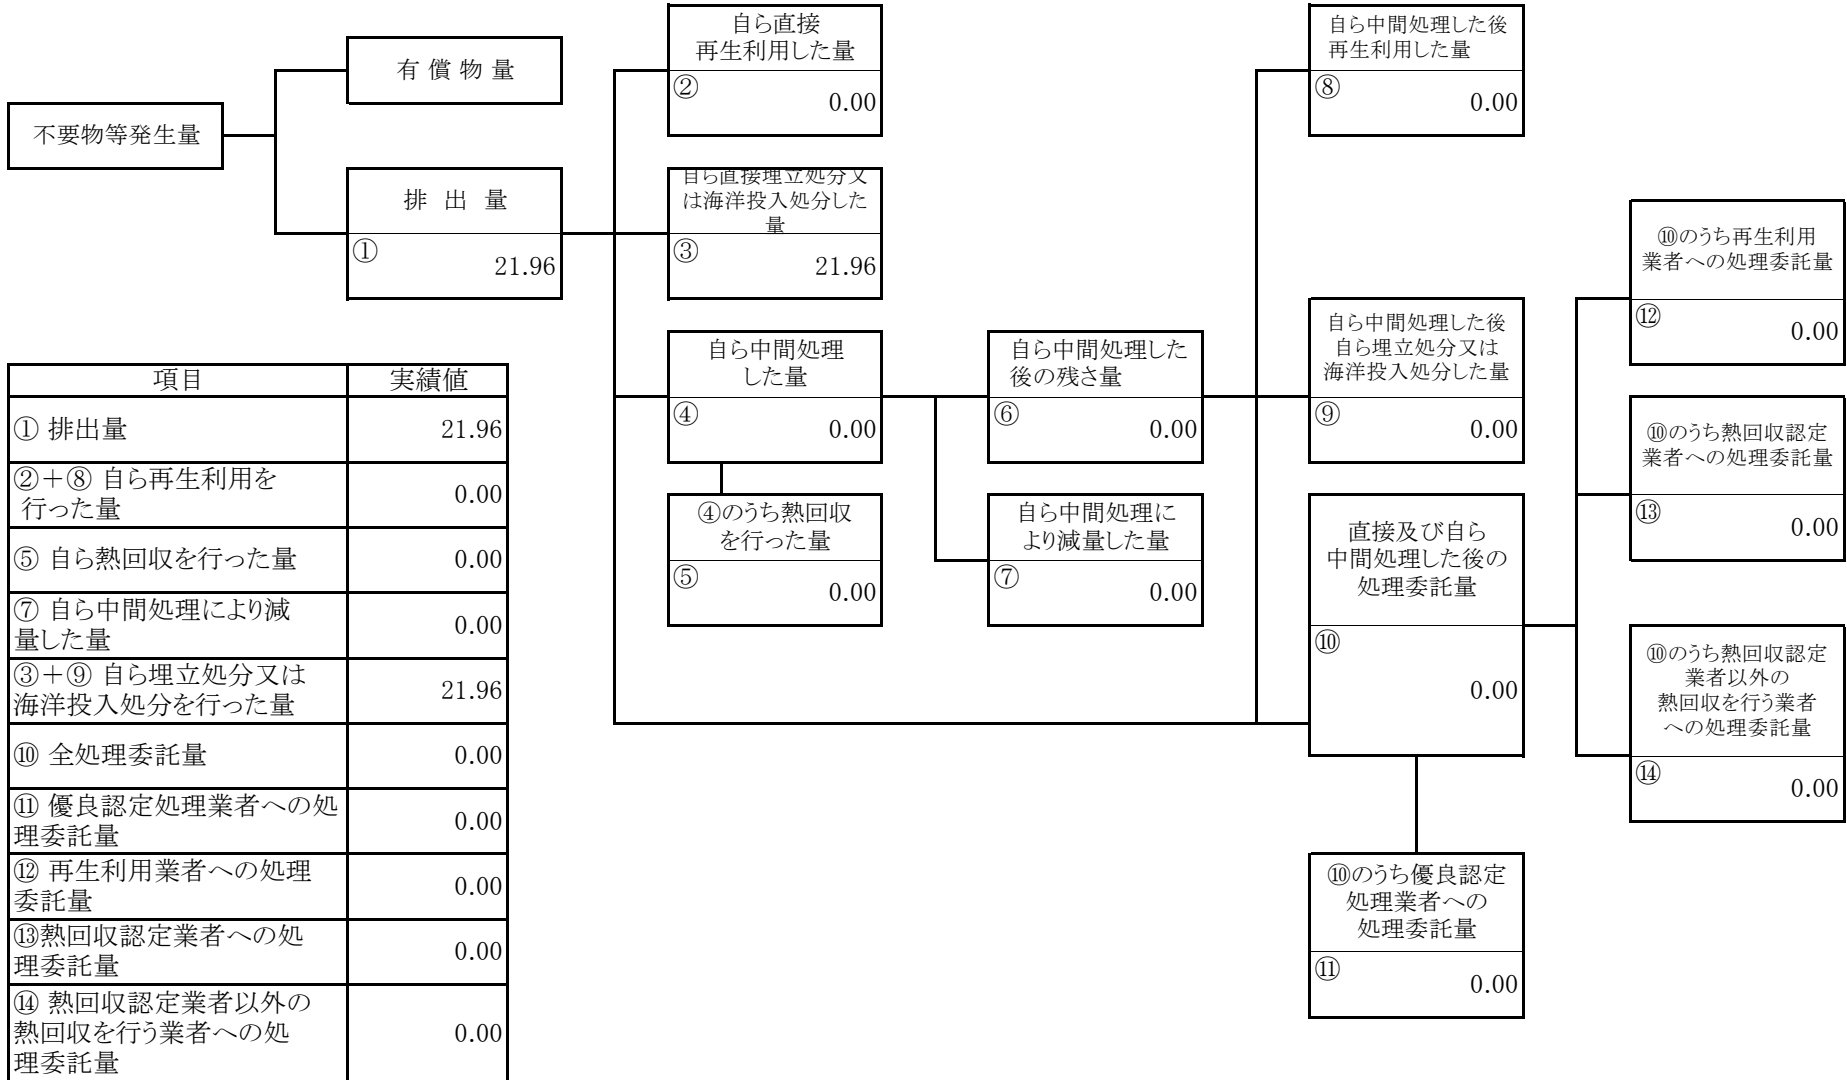 不要物等発生量
有 償 物 量
排 出 量
①
21.96
自ら直接
再生利用した量
②
0.00
自ら直接埋立処分又
は海洋投入処分した
量
③
21.96
自ら中間処理
した量
④
0.00
④のうち熱回収
を行った量
⑤
0.00
自ら中間処理した
後の残さ量
⑥
0.00
自ら中間処理に
より減量した量
⑦
0.00
自ら中間処理した後
再生利用した量
⑧
0.00
自ら中間処理した後
自ら埋立処分又は
海洋投入処分した量
⑨
0.00
直接及び自ら
中間処理した後の
処理委託量
⑩
0.00
⑩のうち優良認定
処理業者への
処理委託量
⑪
0.00
⑩のうち再生利用
業者への処理委託量
⑫
0.00
⑩のうち熱回収認定
業者への処理委託量
⑬
0.00
⑩のうち熱回収認定
業者以外の
熱回収を行う業者
への処理委託量
⑭
0.00
項目 実績値
① 排出量 21.96
②+⑧ 自ら再生利用を
行った量 0.00
⑤ 自ら熱回収を行った量 0.00
⑦ 自ら中間処理により減
量した量 0.00
③+⑨ 自ら埋立処分又は
海洋投入処分を行った量 21.96
⑩ 全処理委託量 0.00
⑪ 優良認定処理業者への処
理委託量 0.00
⑫ 再生利用業者への処理
委託量 0.00
⑬熱回収認定業者への処
理委託量 0.00
⑭ 熱回収認定業者以外の
熱回収を行う業者への処
理委託量 0.00